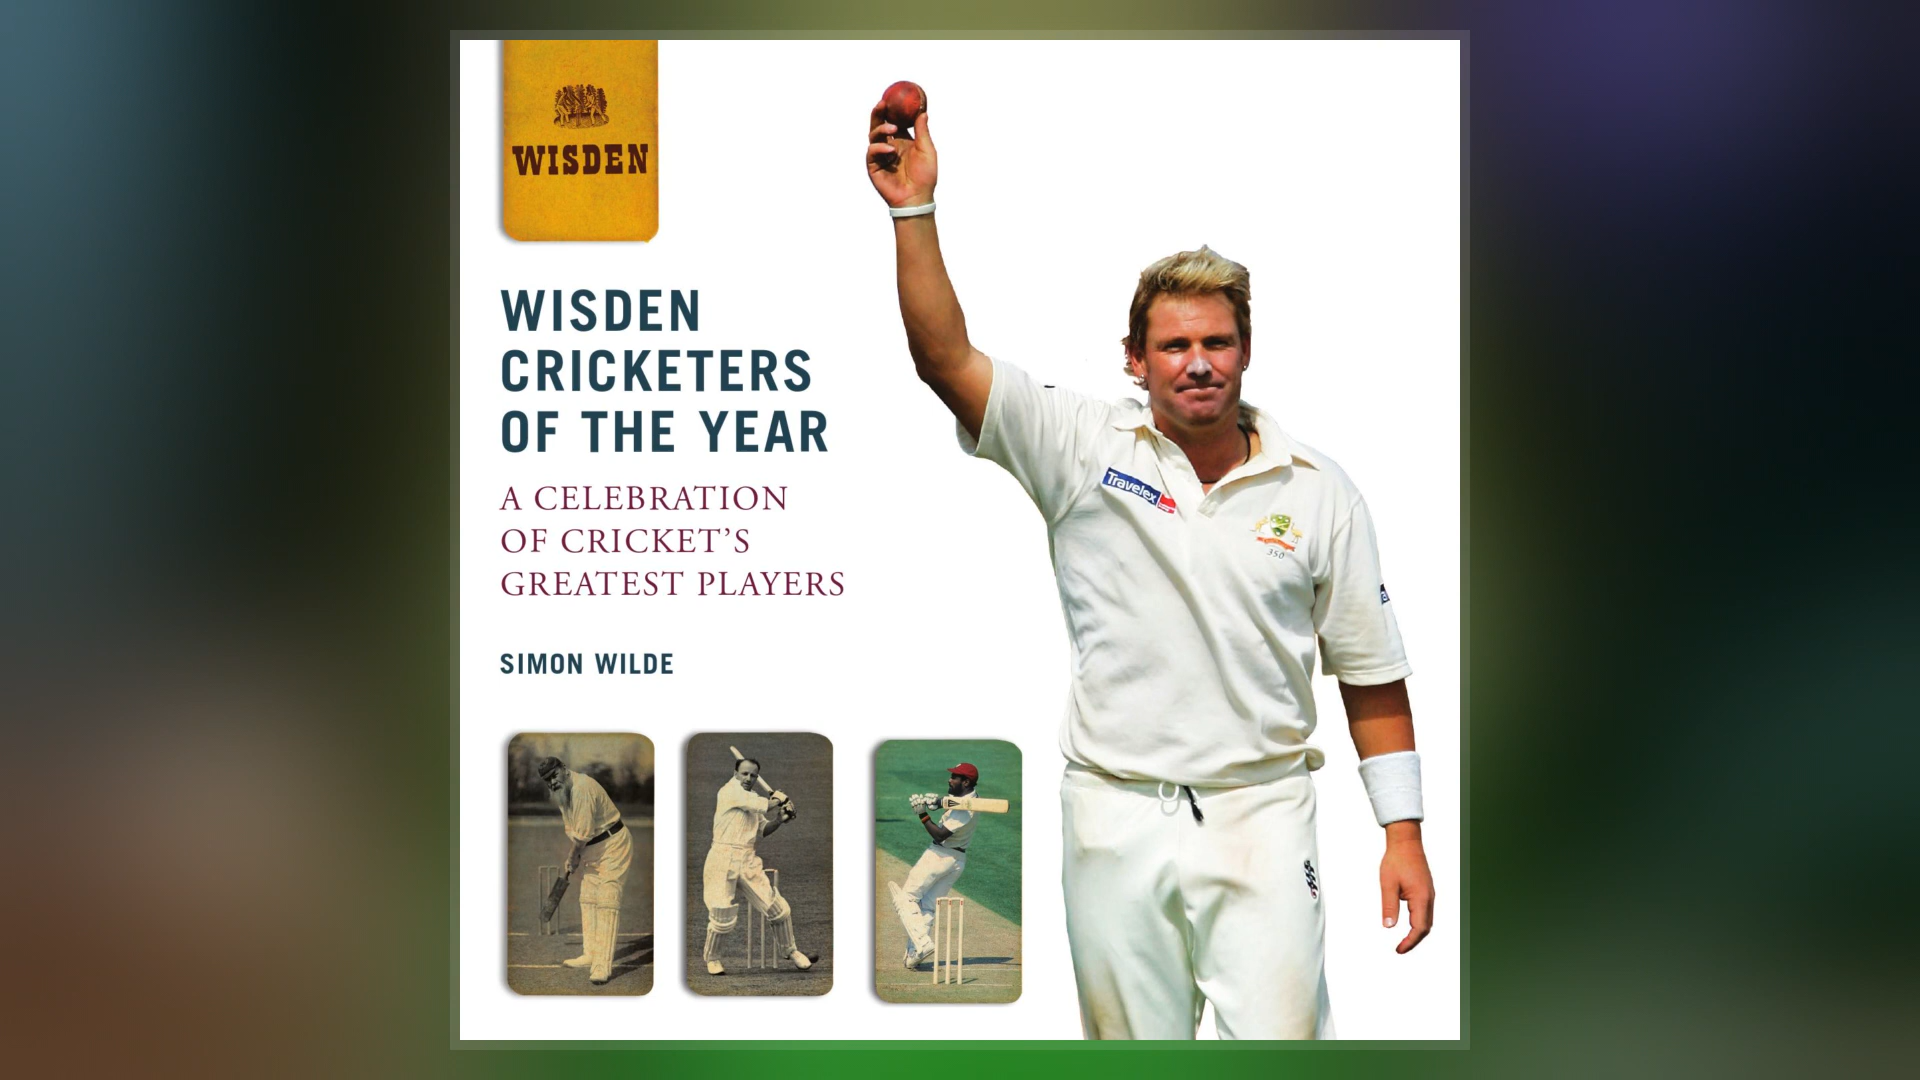 WISDEN
WISDEN
CRICKETERS
OF THE YEAR
A CELEBRATION
OF CRICKET'S
GREATEST PLAYERS
SIMON WILDE
Travelex
350